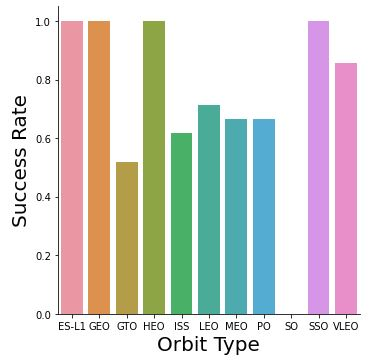 Success Rate
1.0
0.8
0.6
0.4
0.2
0.0
ES-L1 GEO GTO HEO ISS LEO MEO PO SO SSO VLEO
Orbit Type